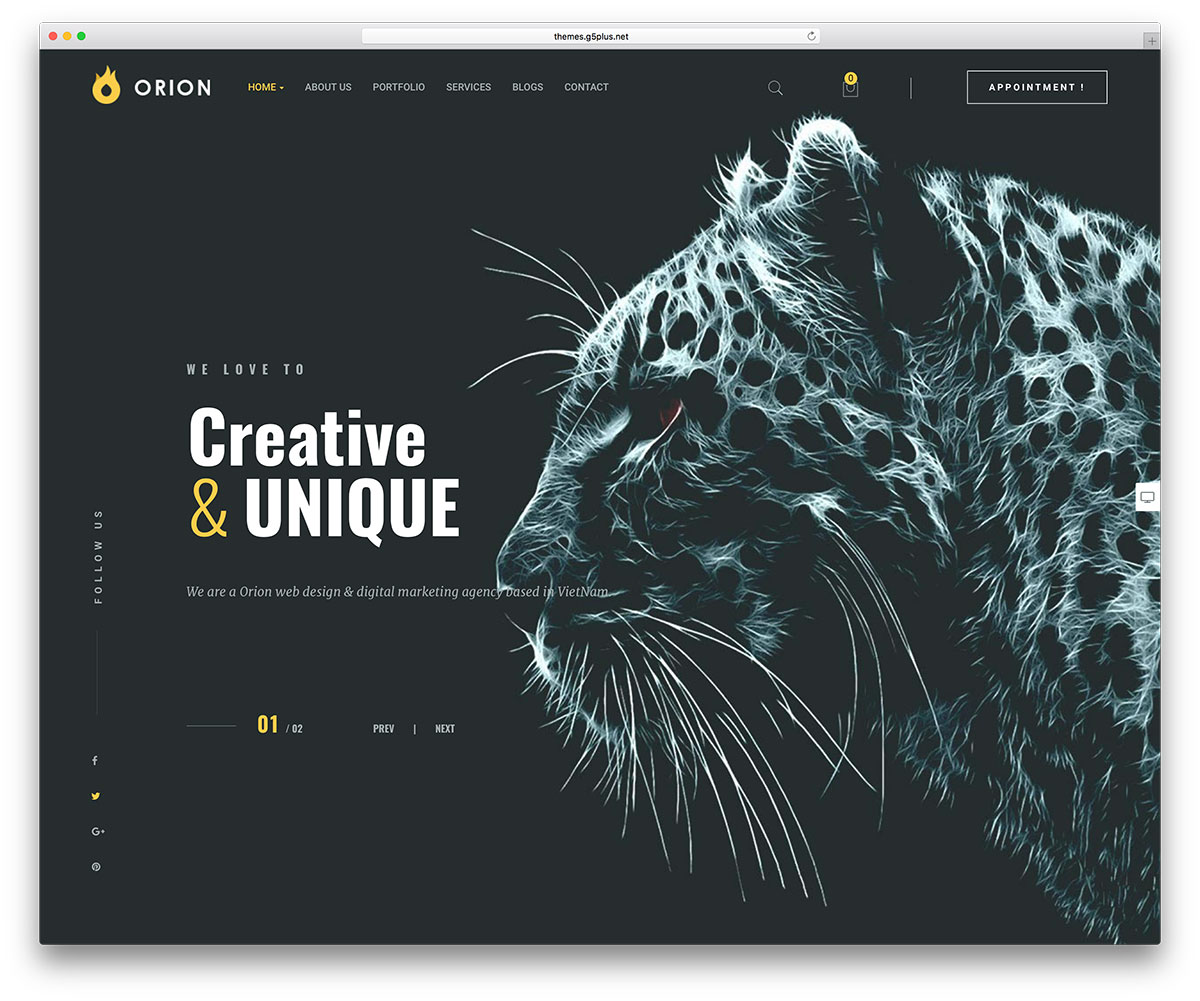 themes.g5plus.net
ORION
HOME
ABOUT US
PORTFOLIO
SERVICES
BLOGS
CONTACT
0
APPOINTMENT !
WE LOVE TO
Creative
& UNIQUE
We are a Orion web design & digital marketing agency based in VietNam
FOLLOW US
01 / 02
PREV | NEXT
G+